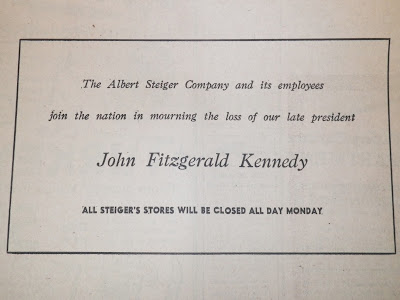 The Albert Steiger Company and its employees
join the nation in mourning the loss of our late president
John Fitzgerald Kennedy
ALL STEIGER'S STORES WILL BE CLOSED ALL DAY MONDAY